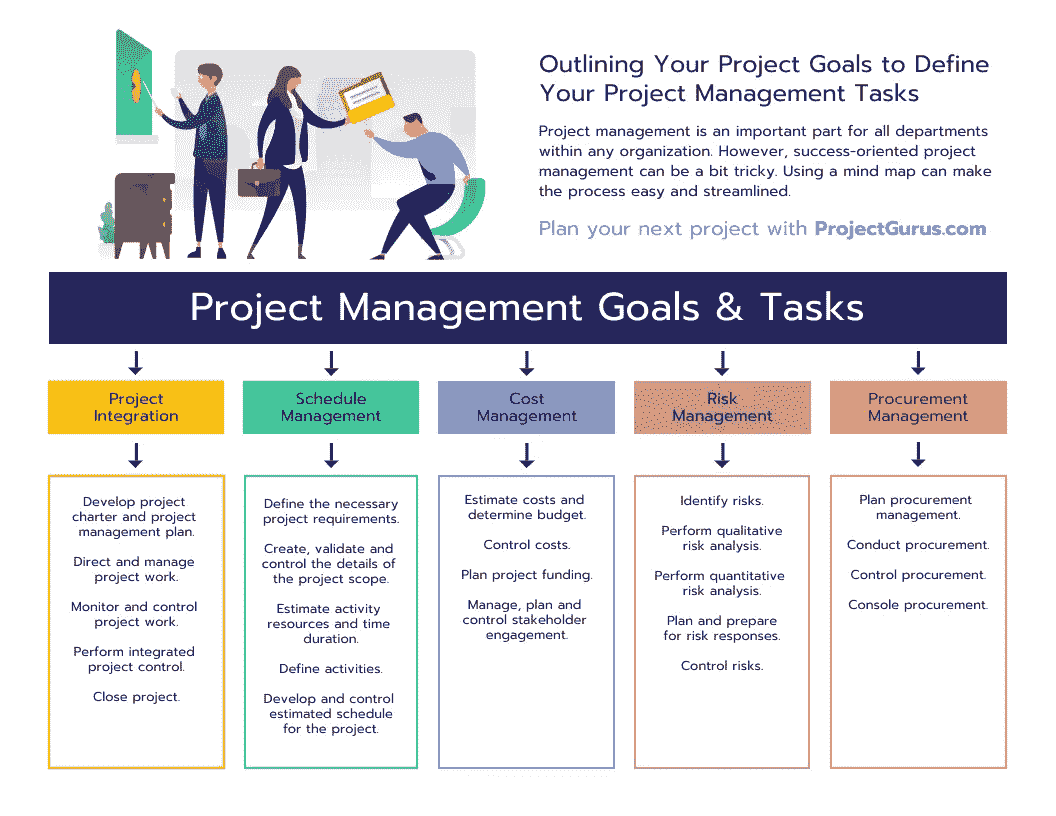 Outlining Your Project Goals to Define
Your Project Management Tasks
Project management is an important part for all departments
within any organization. However, success-oriented project
management can be a bit tricky. Using a mind map can make
the process easy and streamlined.
Plan your next project with ProjectGurus.com
Project Management Goals & Tasks
Project
Integration
Develop project
charter and project
management plan.
Direct and manage
project work.
Monitor and control
project work.
Perform integrated
project control.
Close project.
Schedule
Management
Define the necessary
project requirements.
Create, validate and
control the details of
the project scope.
Estimate activity
resources and time
duration.
Define activities.
Develop and control
estimated schedule
for the project.
Cost
Management
Estimate costs and
determine budget.
Control costs.
Plan project funding.
Manage, plan and
control stakeholder
engagement.
Risk
Management
Identify risks.
Perform qualitative
risk analysis.
Perform quantitative
risk analysis.
Plan and prepare
for risk responses.
Control risks.
Procurement
Management
Plan procurement
management.
Conduct procurement.
Control procurement.
Console procurement.